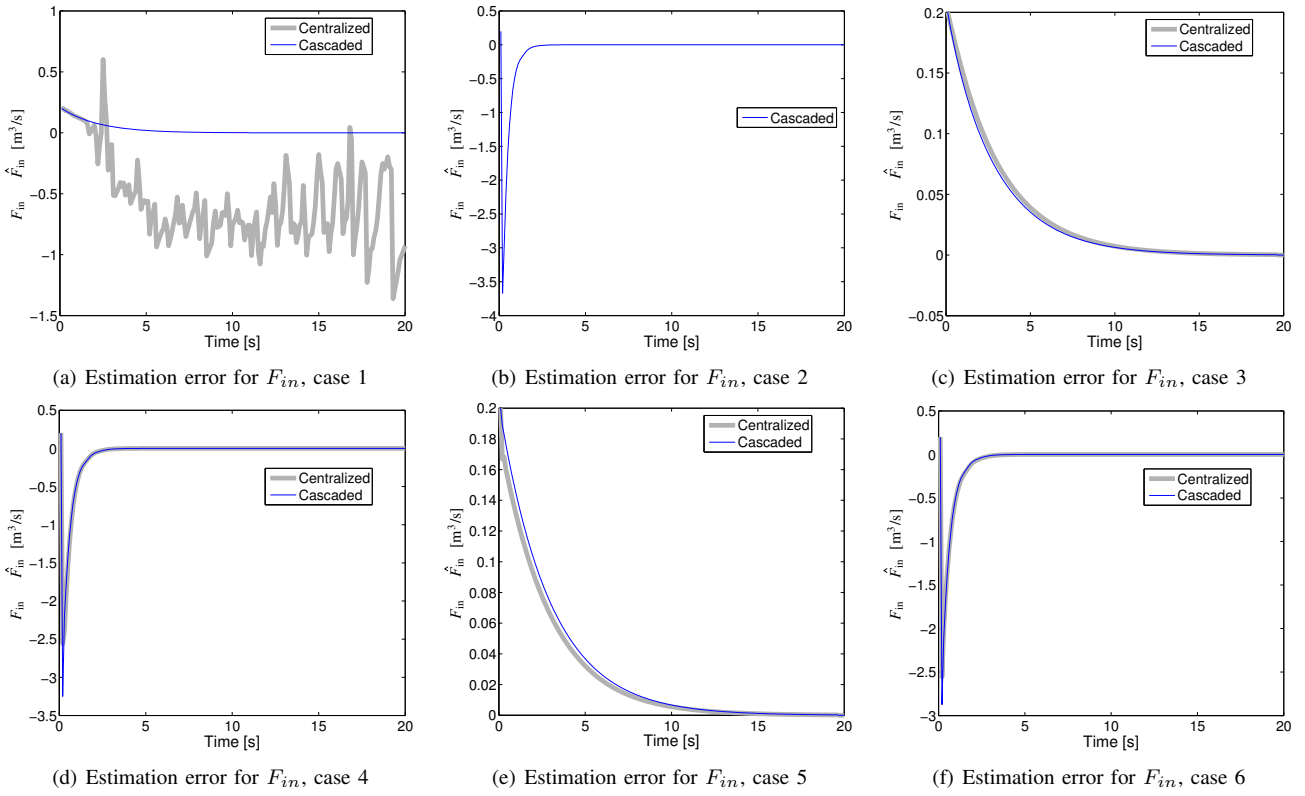 1
0.5
0
−0.5
−1
−1.5
0
5
10
15
20
F_in F̂_in [m³/s]
Time [s]
Centralized
Cascaded
(a) Estimation error for F_in, case 1
0.5
0
−0.5
−1
−1.5
−2
−2.5
−3
−3.5
−4
0
5
10
15
20
F_in F̂_in [m³/s]
Time [s]
Cascaded
(b) Estimation error for F_in, case 2
0.2
0.15
0.1
0.05
0
−0.05
0
5
10
15
20
F_in F̂_in [m³/s]
Time [s]
Centralized
Cascaded
(c) Estimation error for F_in, case 3
0.5
0
−0.5
−1
−1.5
−2
−2.5
−3
−3.5
0
5
10
15
20
F_in F̂_in [m³/s]
Time [s]
Centralized
Cascaded
(d) Estimation error for F_in, case 4
0.2
0.18
0.16
0.14
0.12
0.1
0.08
0.06
0.04
0.02
0
0
5
10
15
20
F_in F̂_in [m³/s]
Time [s]
Centralized
Cascaded
(e) Estimation error for F_in, case 5
0.5
0
−0.5
−1
−1.5
−2
−2.5
−3
0
5
10
15
20
F_in F̂_in [m³/s]
Time [s]
Centralized
Cascaded
(f) Estimation error for F_in, case 6